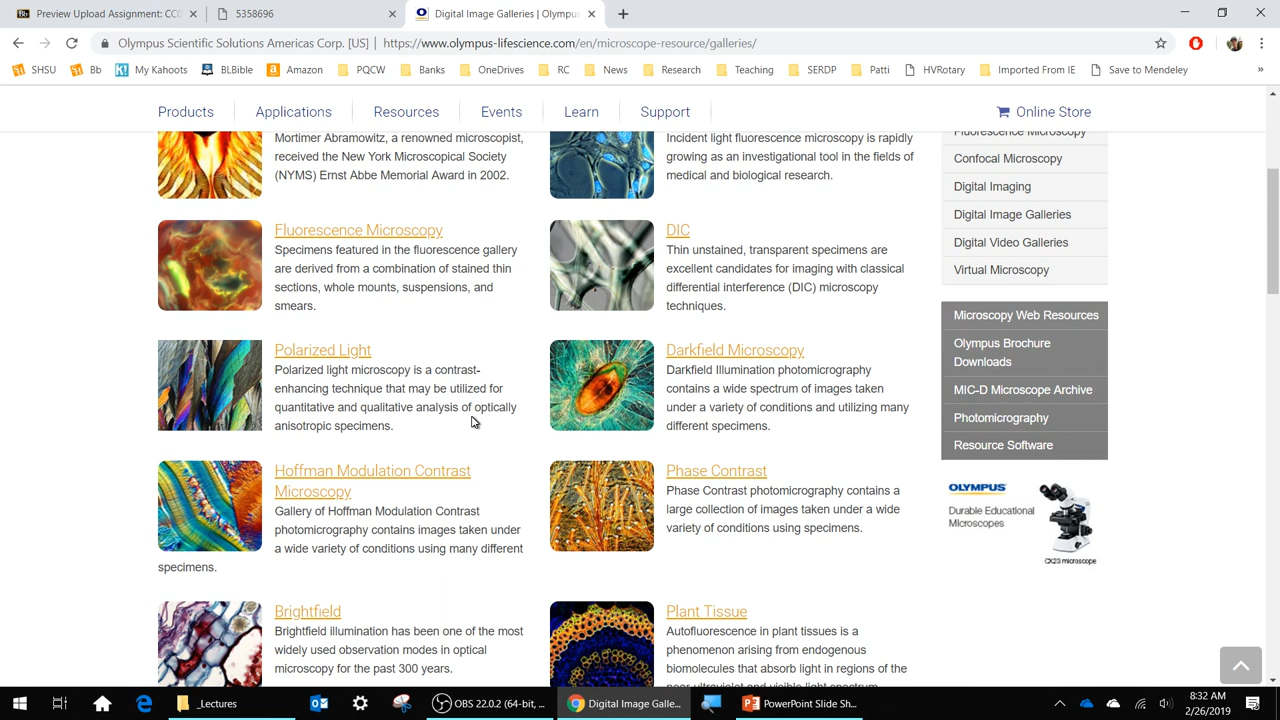 Preview Upload Assignment: CCB
5358696
Digital Image Galleries | Olympus
Olympus Scientific Solutions Americas Corp. [US] | https://www.olympus-lifescience.com/en/microscope-resource/galleries/
SHSU Bb My Kahoots BLBible Amazon PQCW Banks OneDrives RC News Research Teaching SERDP Patti HVRotary Imported From IE Save to Mendeley »
Products Applications Resources Events Learn Support Online Store
Mortimer Abramowitz, a renowned microscopist,
received the New York Microscopical Society
(NYMS) Ernst Abbe Memorial Award in 2002.
Incident light fluorescence microscopy is rapidly
growing as an investigational tool in the fields of
medical and biological research.
Fluorescence Microscopy
Specimens featured in the fluorescence gallery
are derived from a combination of stained thin
sections, whole mounts, suspensions, and
smears.
DIC
Thin unstained, transparent specimens are
excellent candidates for imaging with classical
differential interference (DIC) microscopy
techniques.
Polarized Light
Polarized light microscopy is a contrast-
enhancing technique that may be utilized for
quantitative and qualitative analysis of optically
anisotropic specimens.
Darkfield Microscopy
Darkfield Illumination photomicrography
contains a wide spectrum of images taken
under a variety of conditions and utilizing many
different specimens.
Hoffman Modulation Contrast
Microscopy
Gallery of Hoffman Modulation Contrast
photomicrography contains images taken under
a wide variety of conditions using many different
specimens.
Phase Contrast
Phase Contrast photomicrography contains a
large collection of images taken under a wide
variety of conditions using specimens.
Brightfield
Brightfield illumination has been one of the most
widely used observation modes in optical
microscopy for the past 300 years.
Plant Tissue
Autofluorescence in plant tissues is a
phenomenon arising from endogenous
biomolecules that absorb light in regions of the
near-ultraviolet and visible light spectrum.
Fluorescence Microscopy
Confocal Microscopy
Digital Imaging
Digital Image Galleries
Digital Video Galleries
Virtual Microscopy
Microscopy Web Resources
Olympus Brochure
Downloads
MIC-D Microscope Archive
Photomicrography
Resource Software
OLYMPUS
Durable Educational
Microscopes
CX23 microscope
_Lectures
OBS 22.0.2 (64-bit, ...
Digital Image Galle...
PowerPoint Slide Sh...
8:32 AM
2/26/2019